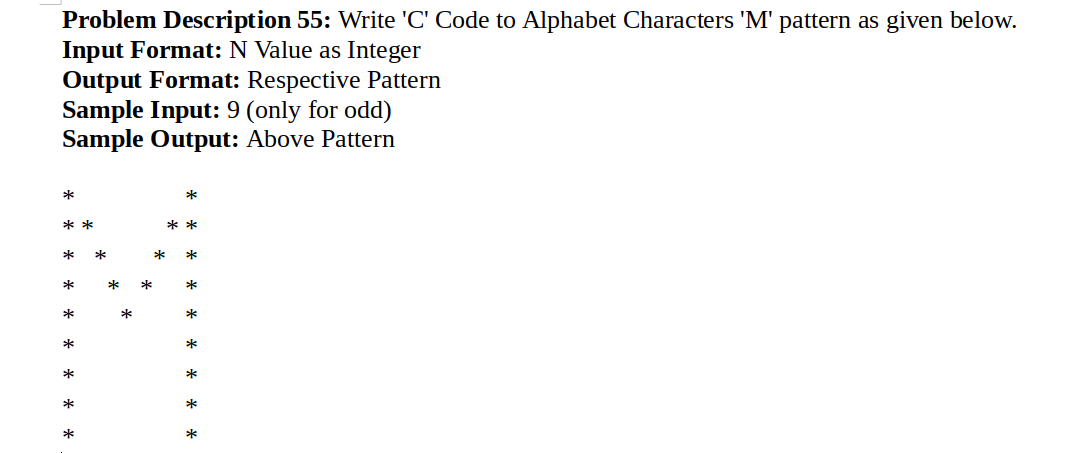 Problem Description 55: Write 'C' Code to Alphabet Characters 'M' pattern as given below.
Input Format: N Value as Integer
Output Format: Respective Pattern
Sample Input: 9 (only for odd)
Sample Output: Above Pattern
*       *
**     **
* *   * *
*  * *  *
*   *   *
*       *
*       *
*       *
*       *